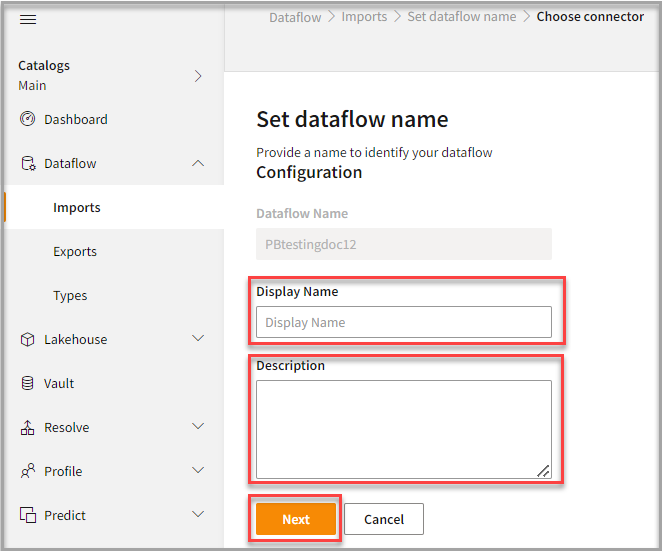 Dataflow > Imports > Set dataflow name > Choose connector
Catalogs
Main
Dashboard
Dataflow
Imports
Exports
Types
Lakehouse
Vault
Resolve
Profile
Predict
Set dataflow name
Provide a name to identify your dataflow
Configuration
Dataflow Name
PBtestingdoc12
Display Name
Display Name
Description
Next
Cancel